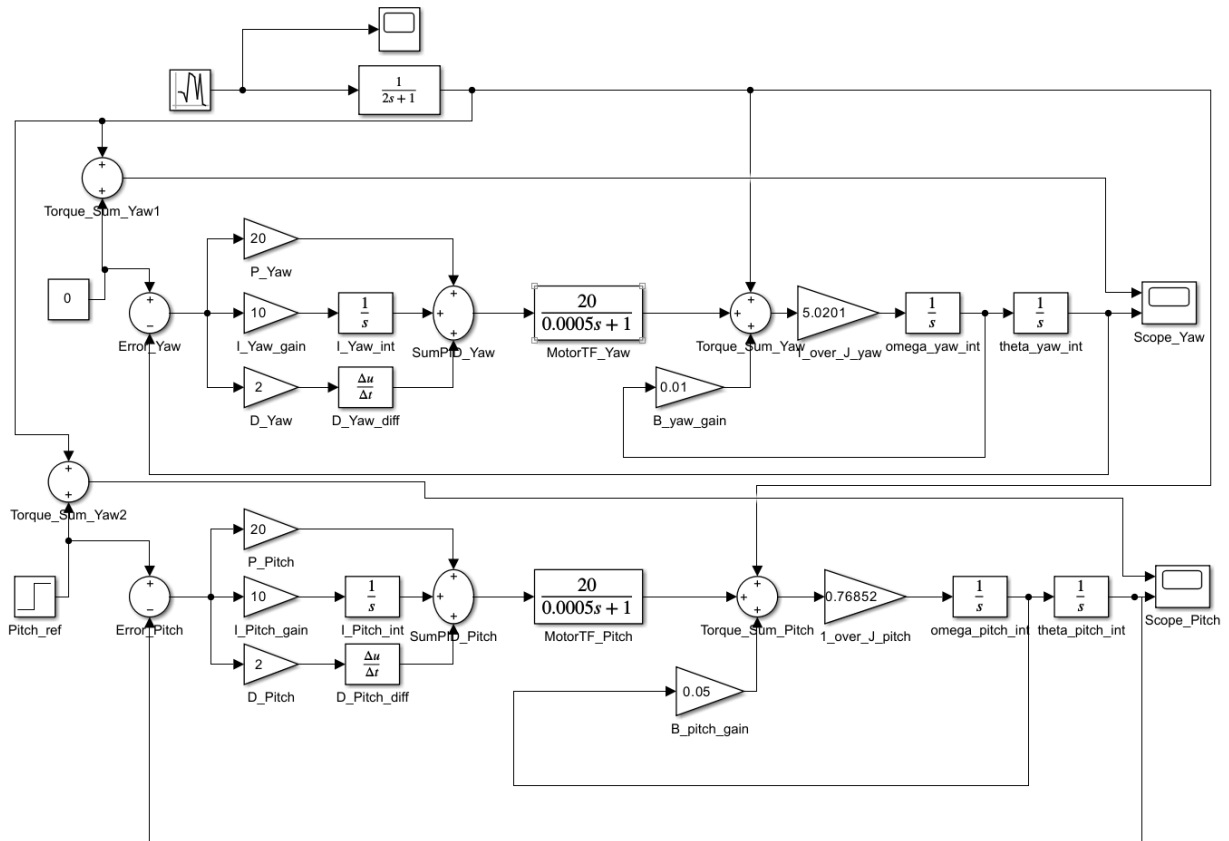 1
2s + 1
+
+
Torque_Sum_Yaw1
20
P_Yaw
0
+
−
Error_Yaw
10
I_Yaw_gain
1
s
I_Yaw_int
+
+
+
SumPID_Yaw
20
0.0005s + 1
MotorTF_Yaw
+
+
+
Torque_Sum_Yaw
5.0201
1_over_J_yaw
1
s
omega_yaw_int
1
s
theta_yaw_int
Scope_Yaw
2
D_Yaw
Δu
Δt
D_Yaw_diff
0.01
B_yaw_gain
+
+
Torque_Sum_Yaw2
20
P_Pitch
Pitch_ref
+
−
Error_Pitch
10
I_Pitch_gain
1
s
I_Pitch_int
+
+
+
SumPID_Pitch
20
0.0005s + 1
MotorTF_Pitch
+
+
+
Torque_Sum_Pitch
0.76852
1_over_J_pitch
1
s
omega_pitch_int
1
s
theta_pitch_int
Scope_Pitch
2
D_Pitch
Δu
Δt
D_Pitch_diff
0.05
B_pitch_gain